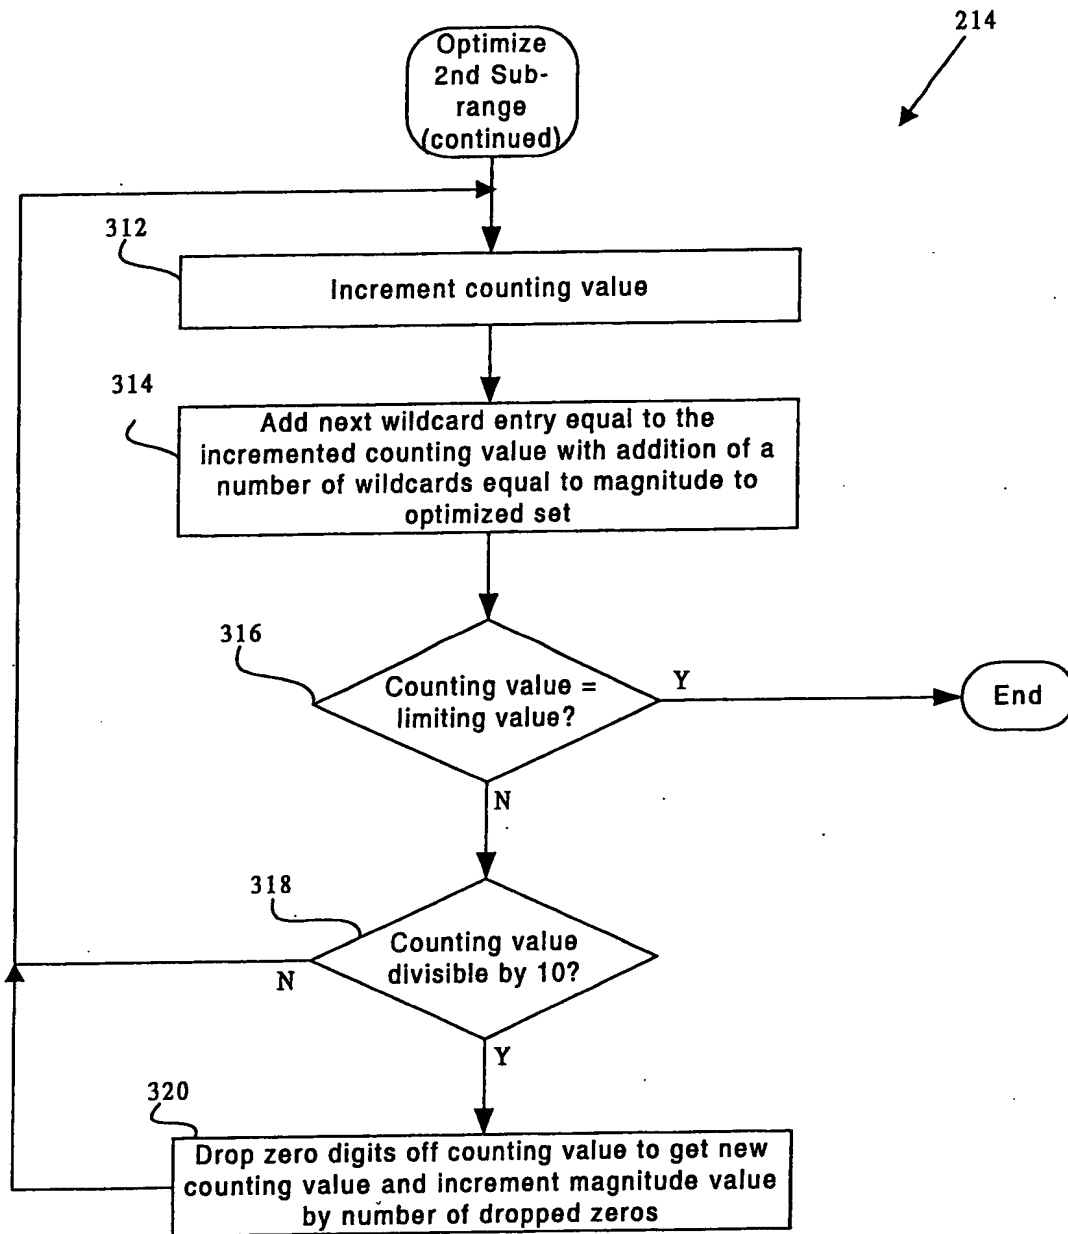 214
Optimize
2nd Sub-
range
(continued)
312
Increment counting value
314
Add next wildcard entry equal to the
incremented counting value with addition of a
number of wildcards equal to magnitude to
optimized set
316
Counting value =
limiting value?
Y
End
N
318
Counting value
divisible by 10?
N
Y
320
Drop zero digits off counting value to get new
counting value and increment magnitude value
by number of dropped zeros